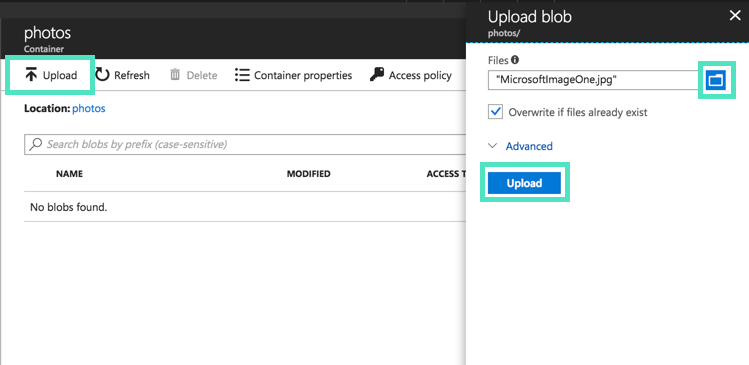 photos
Container
Upload Refresh Delete Container properties Access policy
Location: photos
Search blobs by prefix (case-sensitive)
NAME MODIFIED ACCESS T
No blobs found.
Upload blob
photos/
Files
"MicrosoftImageOne.jpg"
Overwrite if files already exist
Advanced
Upload